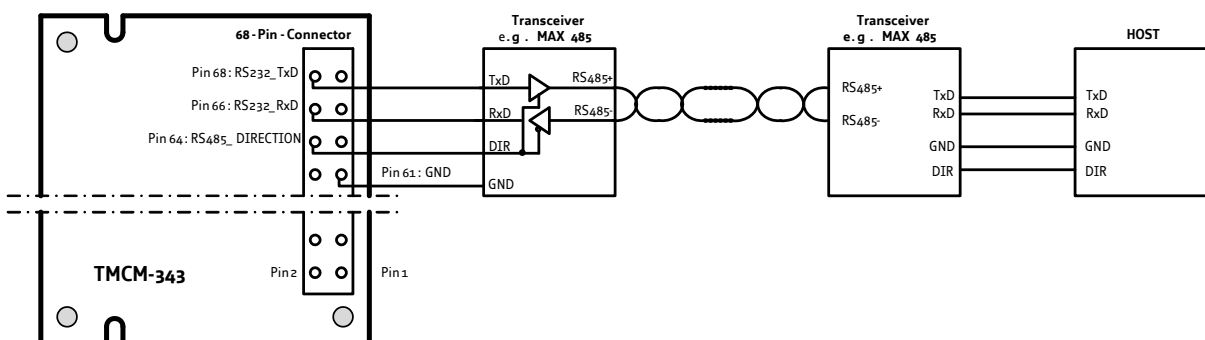 68-Pin-Connector
Transceiver
e.g. MAX 485
Transceiver
e.g. MAX 485
HOST
Pin 68: RS232_TxD
Pin 66: RS232_RxD
Pin 64: RS485_DIRECTION
Pin 61: GND
TxD
RxD
DIR
GND
RS485+
RS485-
RS485+
RS485-
TxD
RxD
GND
DIR
TxD
RxD
GND
DIR
TMCM-343
Pin 2
Pin 1